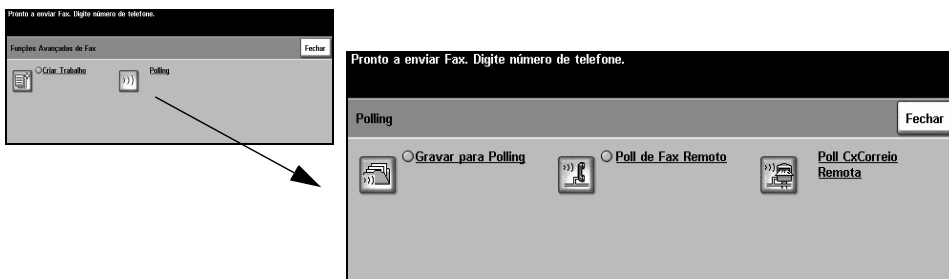 Pronto a enviar Fax. Digite número de telefone.
Funções Avançadas de Fax
Fechar
Criar Trabalho
Polling
Pronto a enviar Fax. Digite número de telefone.
Polling
Fechar
Gravar para Polling
Poll de Fax Remoto
Poll CxCorreio
Remota